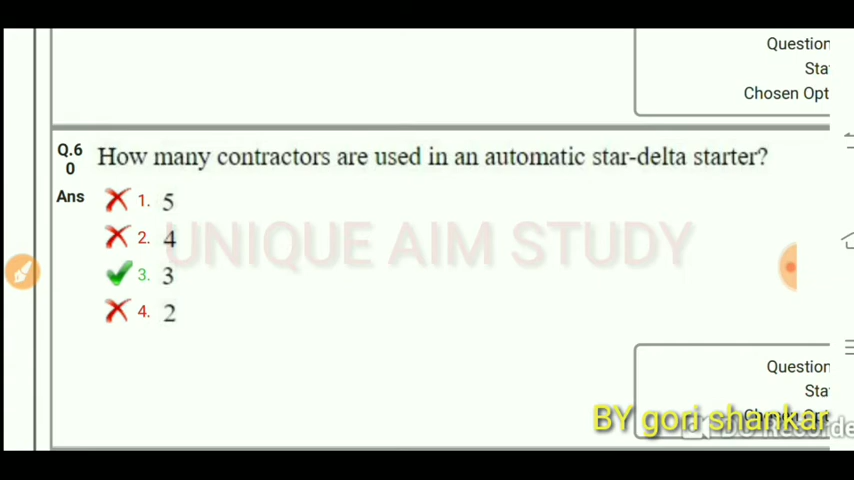 Question
Sta
Chosen Opt
Q.6
0
How many contractors are used in an automatic star-delta starter?
Ans
1. 5
2. 4
3. 3
4. 2
UNIQUE AIM STUDY
Question
Sta
BY gori shankar